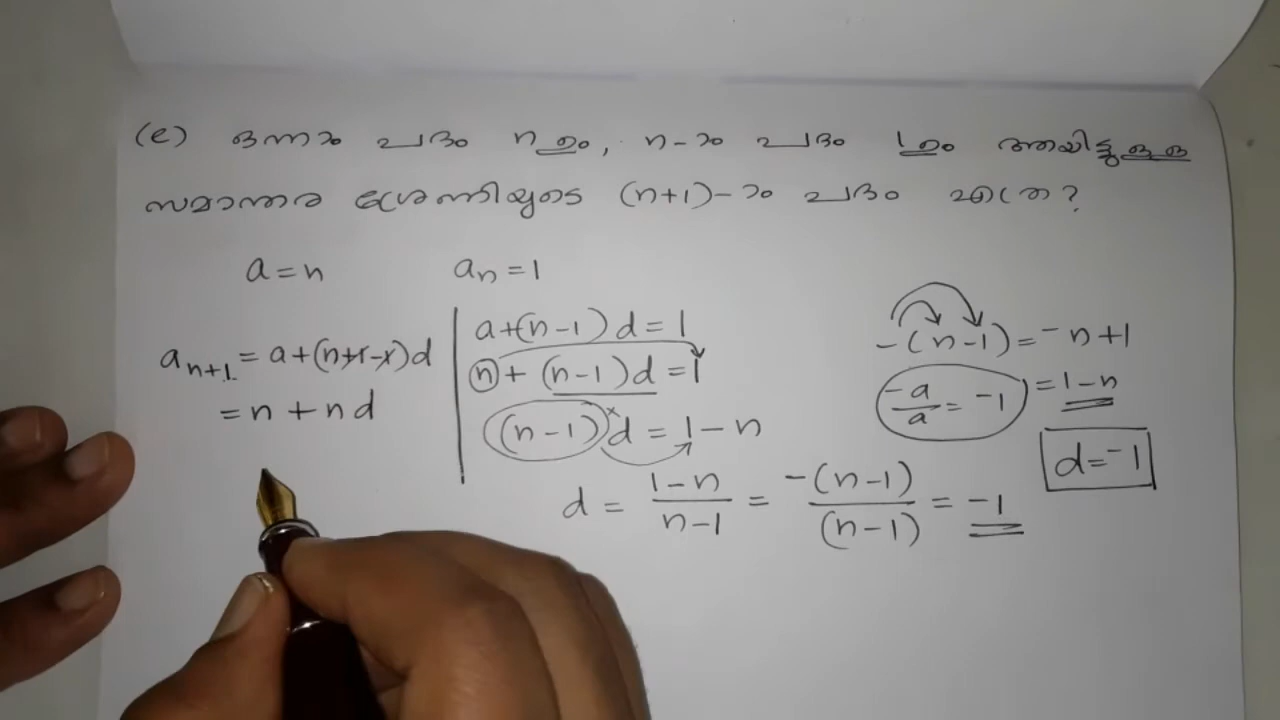 (e) ഒന്നാം പദം n ഉം, n-ാം പദം 1 ഉം ആയിട്ടുള്ള
സമാന്തര ശ്രേണിയുടെ (n+1)-ാം പദം എത്ര?
a = n
aₙ = 1
aₙ₊₁ = a+(n+1-1)d
= n + nd
a+(n-1)d = 1
n + (n-1)d = 1
(n-1)d = 1-n
d = (1-n)/(n-1) = -(n-1)/(n-1) = -1
-(n-1) = -n+1
= 1-n
-a/a = -1
d = -1